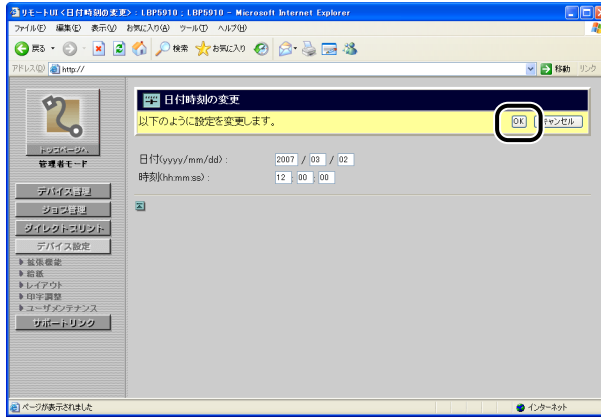 リモートUI <日付時刻の変更> : LBP5910 ; LBP5910 - Microsoft Internet Explorer
ファイル(F) 編集(E) 表示(V) お気に入り(A) ツール(T) ヘルプ(H)
戻る 検索 お気に入り
アドレス(D) http:// 移動 リンク
日付時刻の変更
以下のように設定を変更します。 OK キャンセル
トップページへ
管理者モード
日付(yyyy/mm/dd) : 2007 / 03 / 02
時刻(hh:mm:ss) : 12 : 00 : 00
デバイス管理
ジョブ管理
ダイレクトプリント
デバイス設定
拡張機能
給紙
レイアウト
印字調整
ユーザメンテナンス
サポートリンク
ページが表示されました インターネット